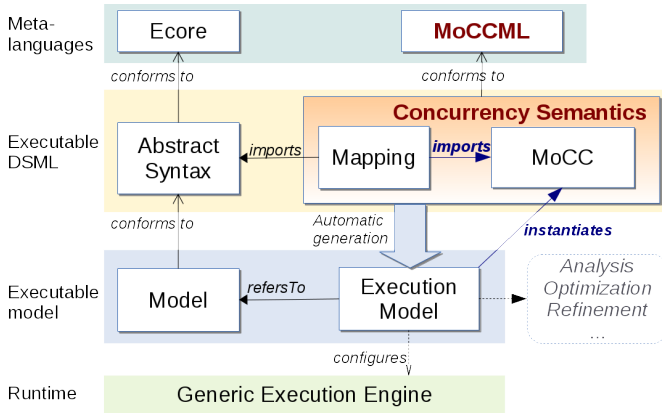 Meta-
languages
Ecore
MoCCML
conforms to
conforms to
Concurrency Semantics
Executable
DSML
Abstract
Syntax
imports
Mapping
imports
MoCC
conforms to
Automatic
generation
instantiates
Executable
model
Model
refersTo
Execution
Model
Analysis
Optimization
Refinement
...
configures
Runtime
Generic Execution Engine